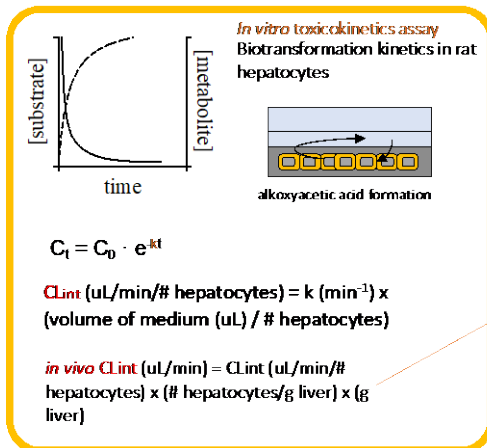 In vitro toxicokinetics assay
Biotransformation kinetics in rat
hepatocytes
[substrate]
[metabolite]
time
alkoxyacetic acid formation
Cₜ = C₀ · e⁻ᵏᵗ
CLint (uL/min/# hepatocytes) = k (min⁻¹) x
(volume of medium (uL) / # hepatocytes)
in vivo CLint (uL/min) = CLint (uL/min/#
hepatocytes) x (# hepatocytes/g liver) x (g
liver)